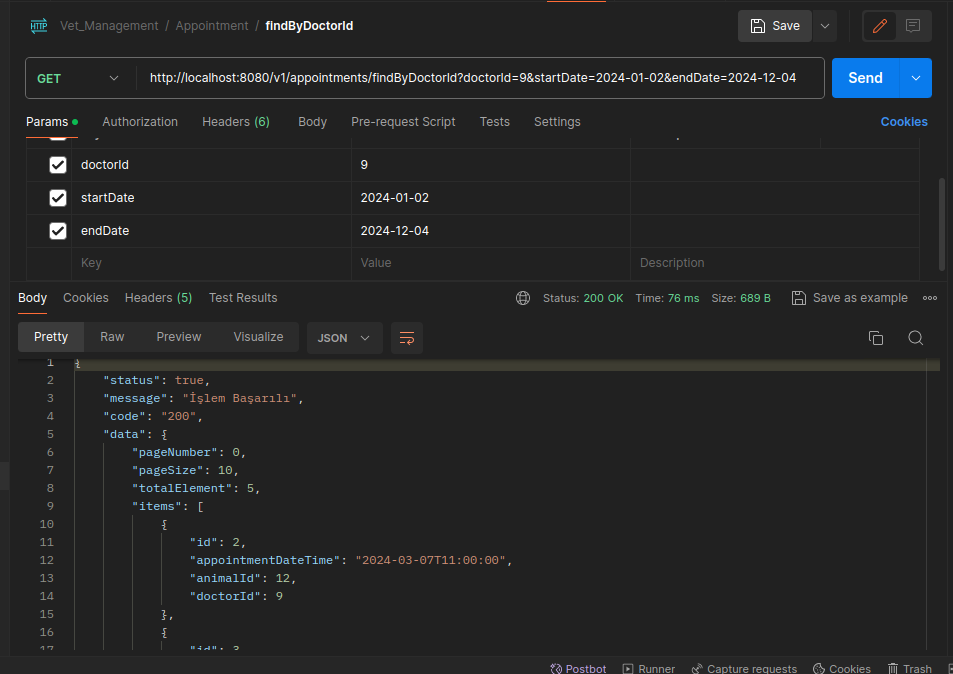 HTTP Vet_Management / Appointment / findByDoctorId Save
GET http://localhost:8080/v1/appointments/findByDoctorId?doctorId=9&startDate=2024-01-02&endDate=2024-12-04 Send
Params Authorization Headers (6) Body Pre-request Script Tests Settings Cookies
doctorId 9
startDate 2024-01-02
endDate 2024-12-04
Key Value Description
Body Cookies Headers (5) Test Results Status: 200 OK Time: 76 ms Size: 689 B Save as example
Pretty Raw Preview Visualize JSON
1 {
2 "status": true,
3 "message": "İşlem Başarılı",
4 "code": "200",
5 "data": {
6 "pageNumber": 0,
7 "pageSize": 10,
8 "totalElement": 5,
9 "items": [
10 {
11 "id": 2,
12 "appointmentDateTime": "2024-03-07T11:00:00",
13 "animalId": 12,
14 "doctorId": 9
15 },
16 {
17 "id": 3
Postbot Runner Capture requests Cookies Trash